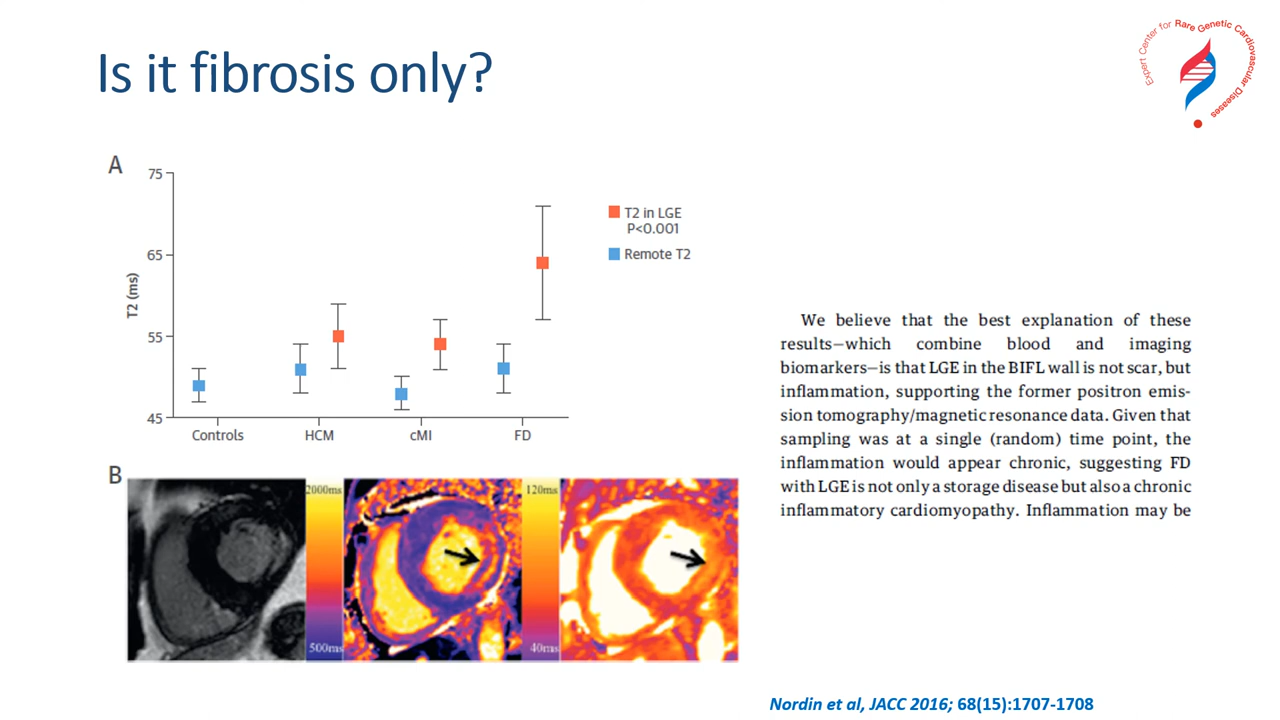 Is it fibrosis only?
Expert Center for Rare Genetic Cardiovascular Diseases
A
75
65
55
45
T2 (ms)
Controls
HCM
cMI
FD
T2 in LGE
P<0.001
Remote T2
We believe that the best explanation of these
results—which combine blood and imaging
biomarkers—is that LGE in the BIFL wall is not scar, but
inflammation, supporting the former positron emis-
sion tomography/magnetic resonance data. Given that
sampling was at a single (random) time point, the
inflammation would appear chronic, suggesting FD
with LGE is not only a storage disease but also a chronic
inflammatory cardiomyopathy. Inflammation may be
B
2000ms
500ms
120ms
40ms
Nordin et al, JACC 2016; 68(15):1707-1708